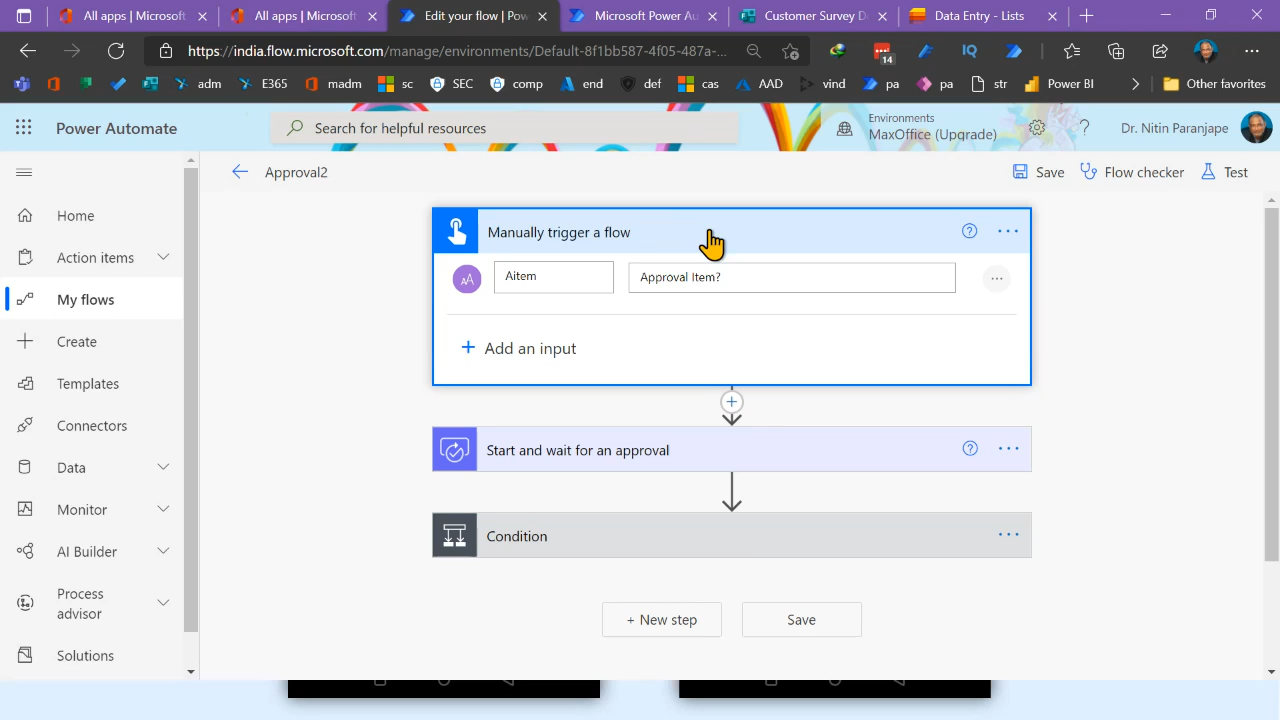 All apps | Microsoft
All apps | Microsoft
Edit your flow | Pow
Microsoft Power Au
Customer Survey D
Data Entry - Lists
https://india.flow.microsoft.com/manage/environments/Default-8f1bb587-4f05-487a-...
14
IQ
adm
E365
madm
sc
SEC
comp
end
def
cas
AAD
vind
pa
pa
str
Power BI
Other favorites
Power Automate
Search for helpful resources
Environments
MaxOffice (Upgrade)
Dr. Nitin Paranjape
Approval2
Save
Flow checker
Test
Home
Action items
My flows
Create
Templates
Connectors
Data
Monitor
AI Builder
Process
advisor
Solutions
Manually trigger a flow
AA
Aitem
Approval Item?
+ Add an input
Start and wait for an approval
Condition
+ New step
Save